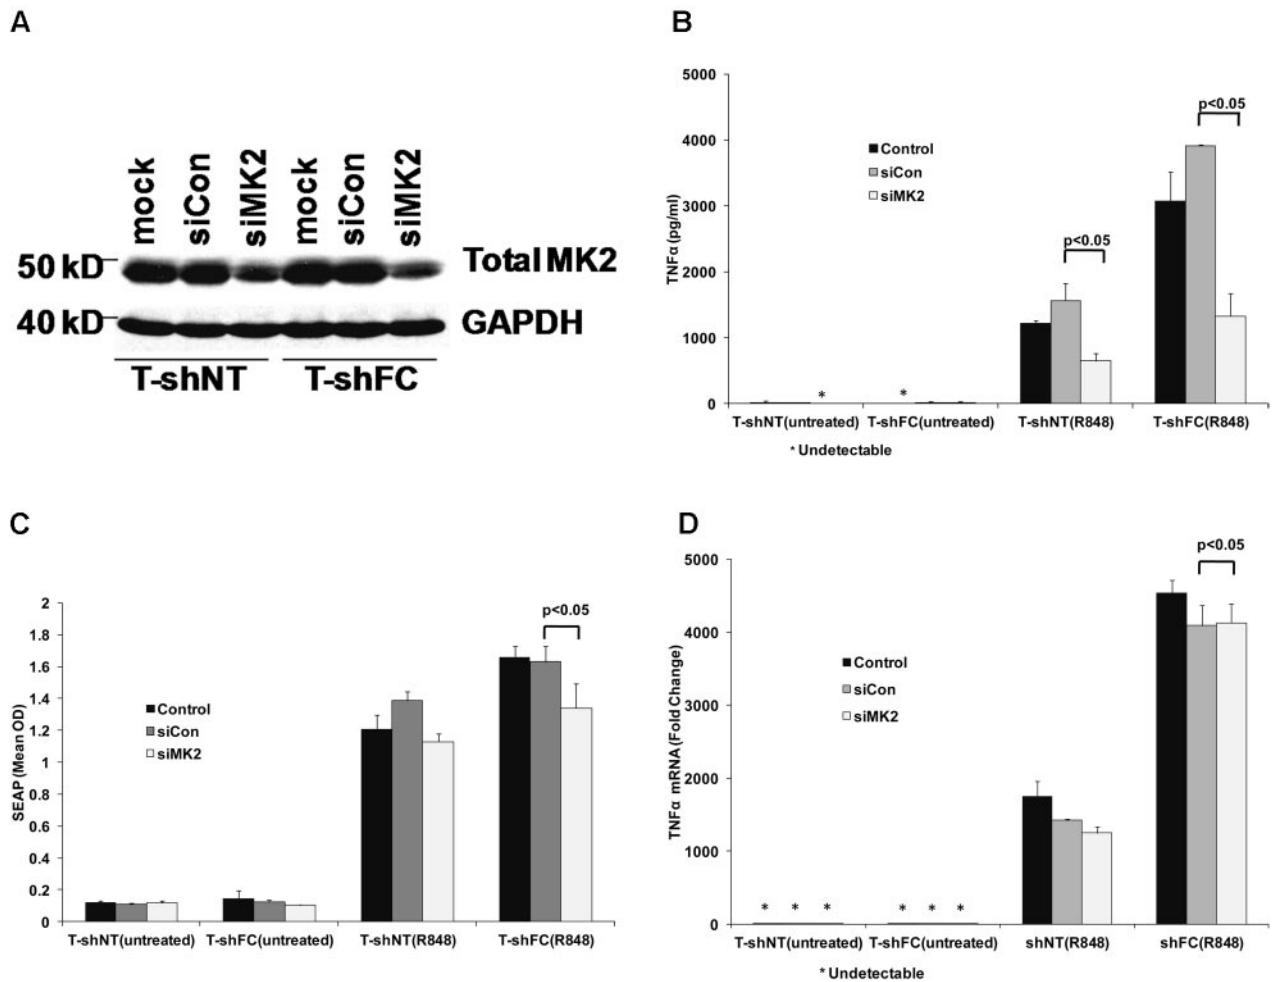 A
mock
siCon
siMK2
mock
siCon
siMK2
50 kD
Total MK2
40 kD
GAPDH
T-shNT
T-shFC
B
5000
4000
3000
2000
1000
0
TNFα (pg/ml)
Control
siCon
siMK2
p<0.05
p<0.05
*
*
T-shNT(untreated)
T-shFC(untreated)
T-shNT(R848)
T-shFC(R848)
* Undetectable
C
2
1.8
1.6
1.4
1.2
1
0.8
0.6
0.4
0.2
0
SEAP (Mean OD)
Control
siCon
siMK2
p<0.05
T-shNT(untreated)
T-shFC(untreated)
T-shNT(R848)
T-shFC(R848)
D
5000
4000
3000
2000
1000
0
TNFα mRNA (Fold Change)
Control
siCon
siMK2
p<0.05
* * *
* * *
T-shNT(untreated)
T-shFC(untreated)
shNT(R848)
shFC(R848)
* Undetectable